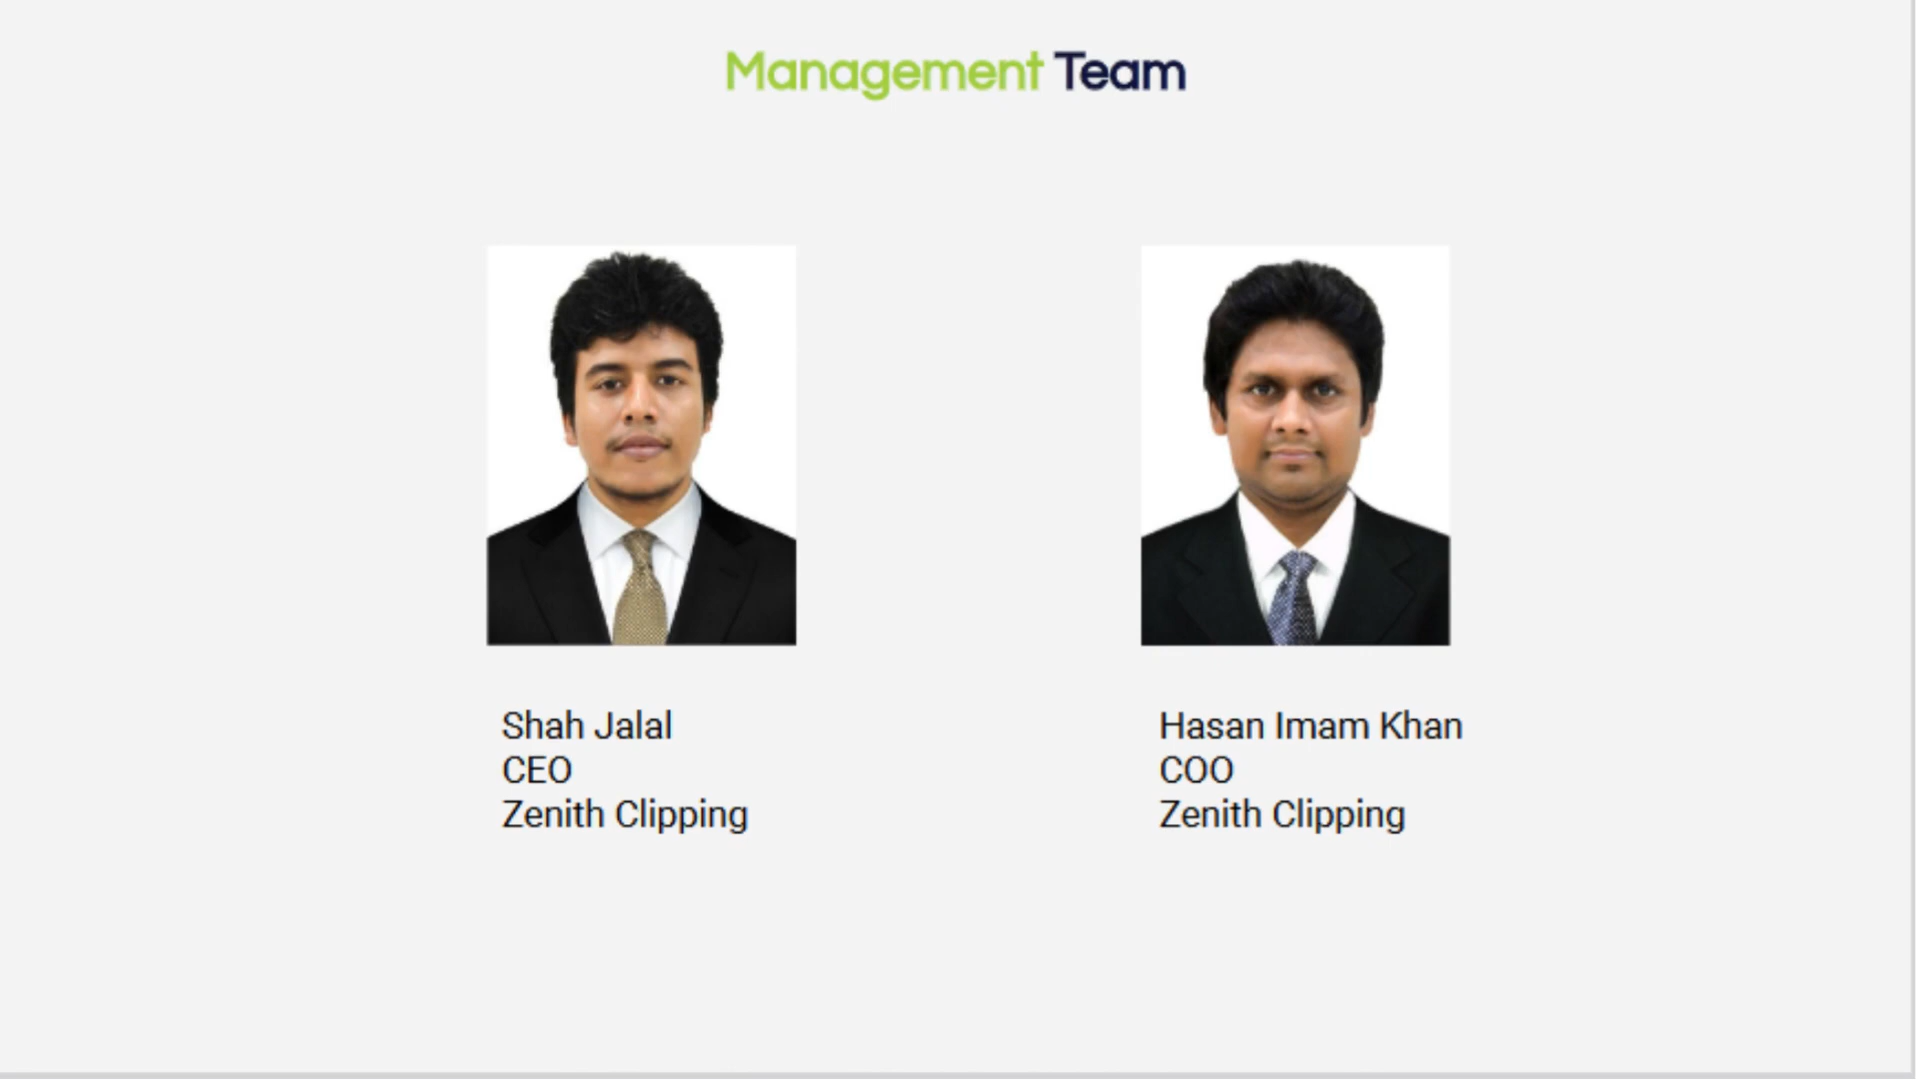 Management Team
Shah Jalal
CEO
Zenith Clipping
Hasan Imam Khan
COO
Zenith Clipping